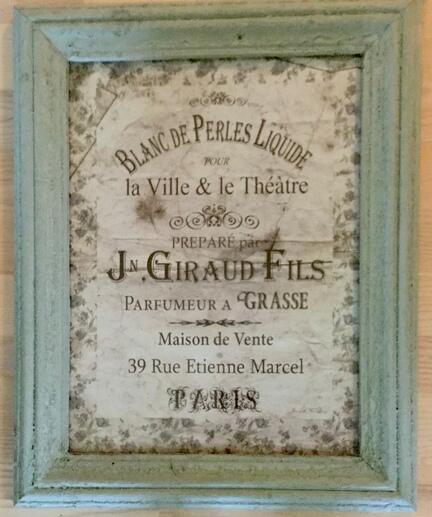 BLANC DE PERLES LIQUIDE
POUR
la Ville & le Théàtre
PREPARÉ par
JN. GIRAUD FILS
PARFUMEUR A GRASSE
Maison de Vente
39 Rue Etienne Marcel
PARIS